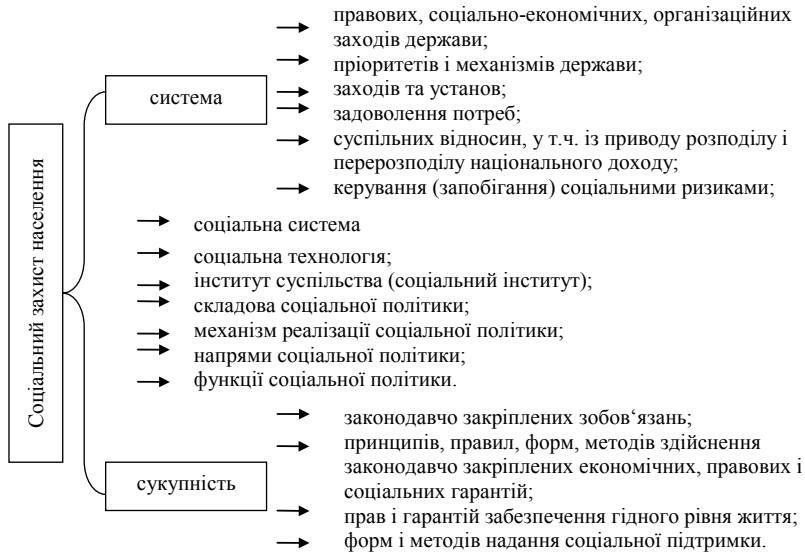 Соціальний захист населення
система
правових, соціально-економічних, організаційних
заходів держави;
пріоритетів і механізмів держави;
заходів та установ;
задоволення потреб;
суспільних відносин, у т.ч. із приводу розподілу і
перерозподілу національного доходу;
керування (запобігання) соціальними ризиками;
соціальна система
соціальна технологія;
інститут суспільства (соціальний інститут);
складова соціальної політики;
механізм реалізації соціальної політики;
напрями соціальної політики;
функції соціальної політики.
сукупність
законодавчо закріплених зобов‘язань;
принципів, правил, форм, методів здійснення
законодавчо закріплених економічних, правових і
соціальних гарантій;
прав і гарантій забезпечення гідного рівня життя;
форм і методів надання соціальної підтримки.